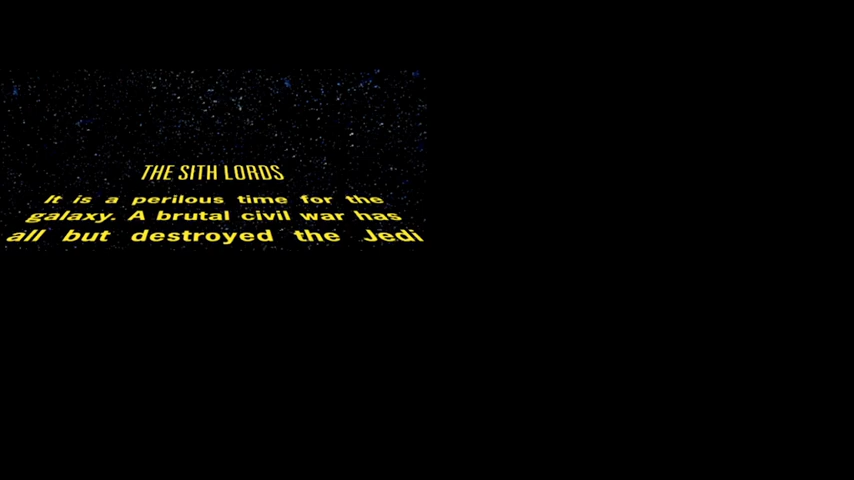 THE SITH LORDS
It is a perilous time for the
galaxy. A brutal civil war has
all but destroyed the Jedi